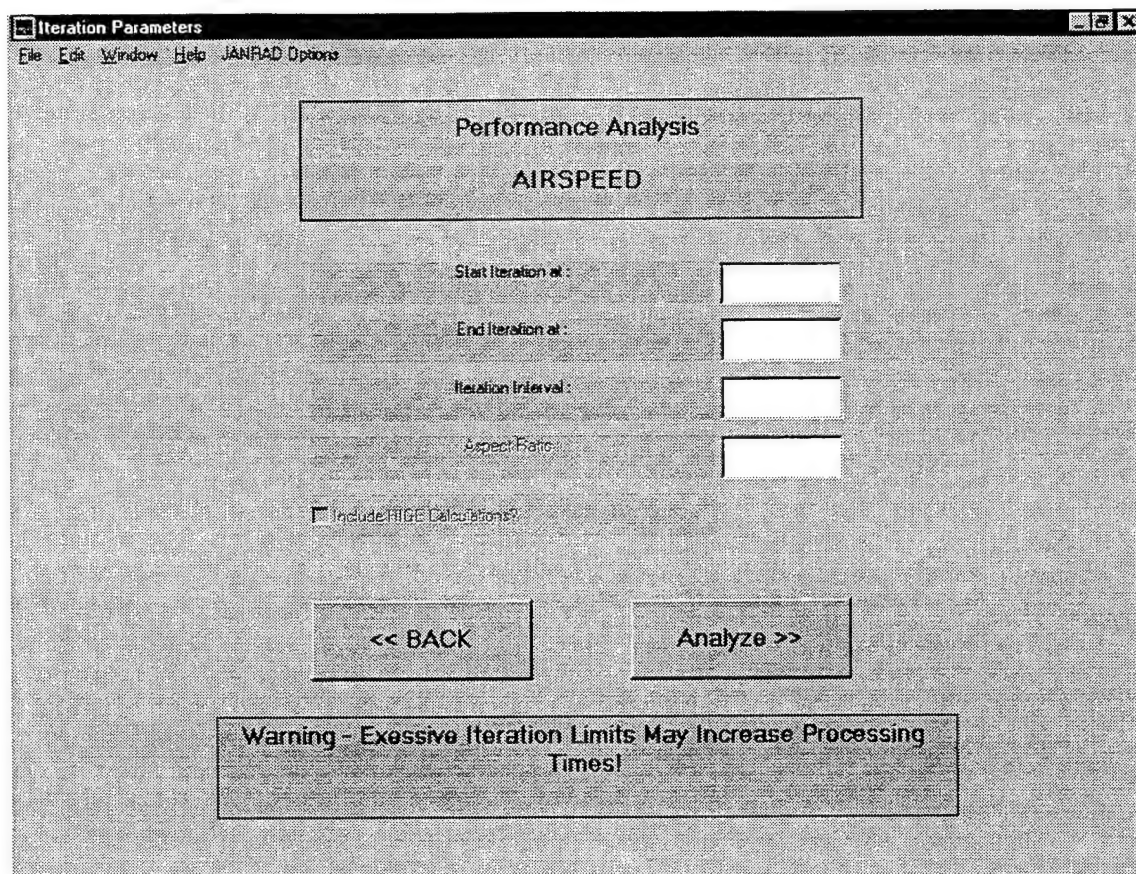 Iteration Parameters
File Edit Window Help JANRAD Options
Performance Analysis
AIRSPEED
Start Iteration at :
End Iteration at :
Iteration Interval :
Aspect Ratio :
Include HIGE Calculations?
<< BACK
Analyze >>
Warning - Exessive Iteration Limits May Increase Processing
Times!